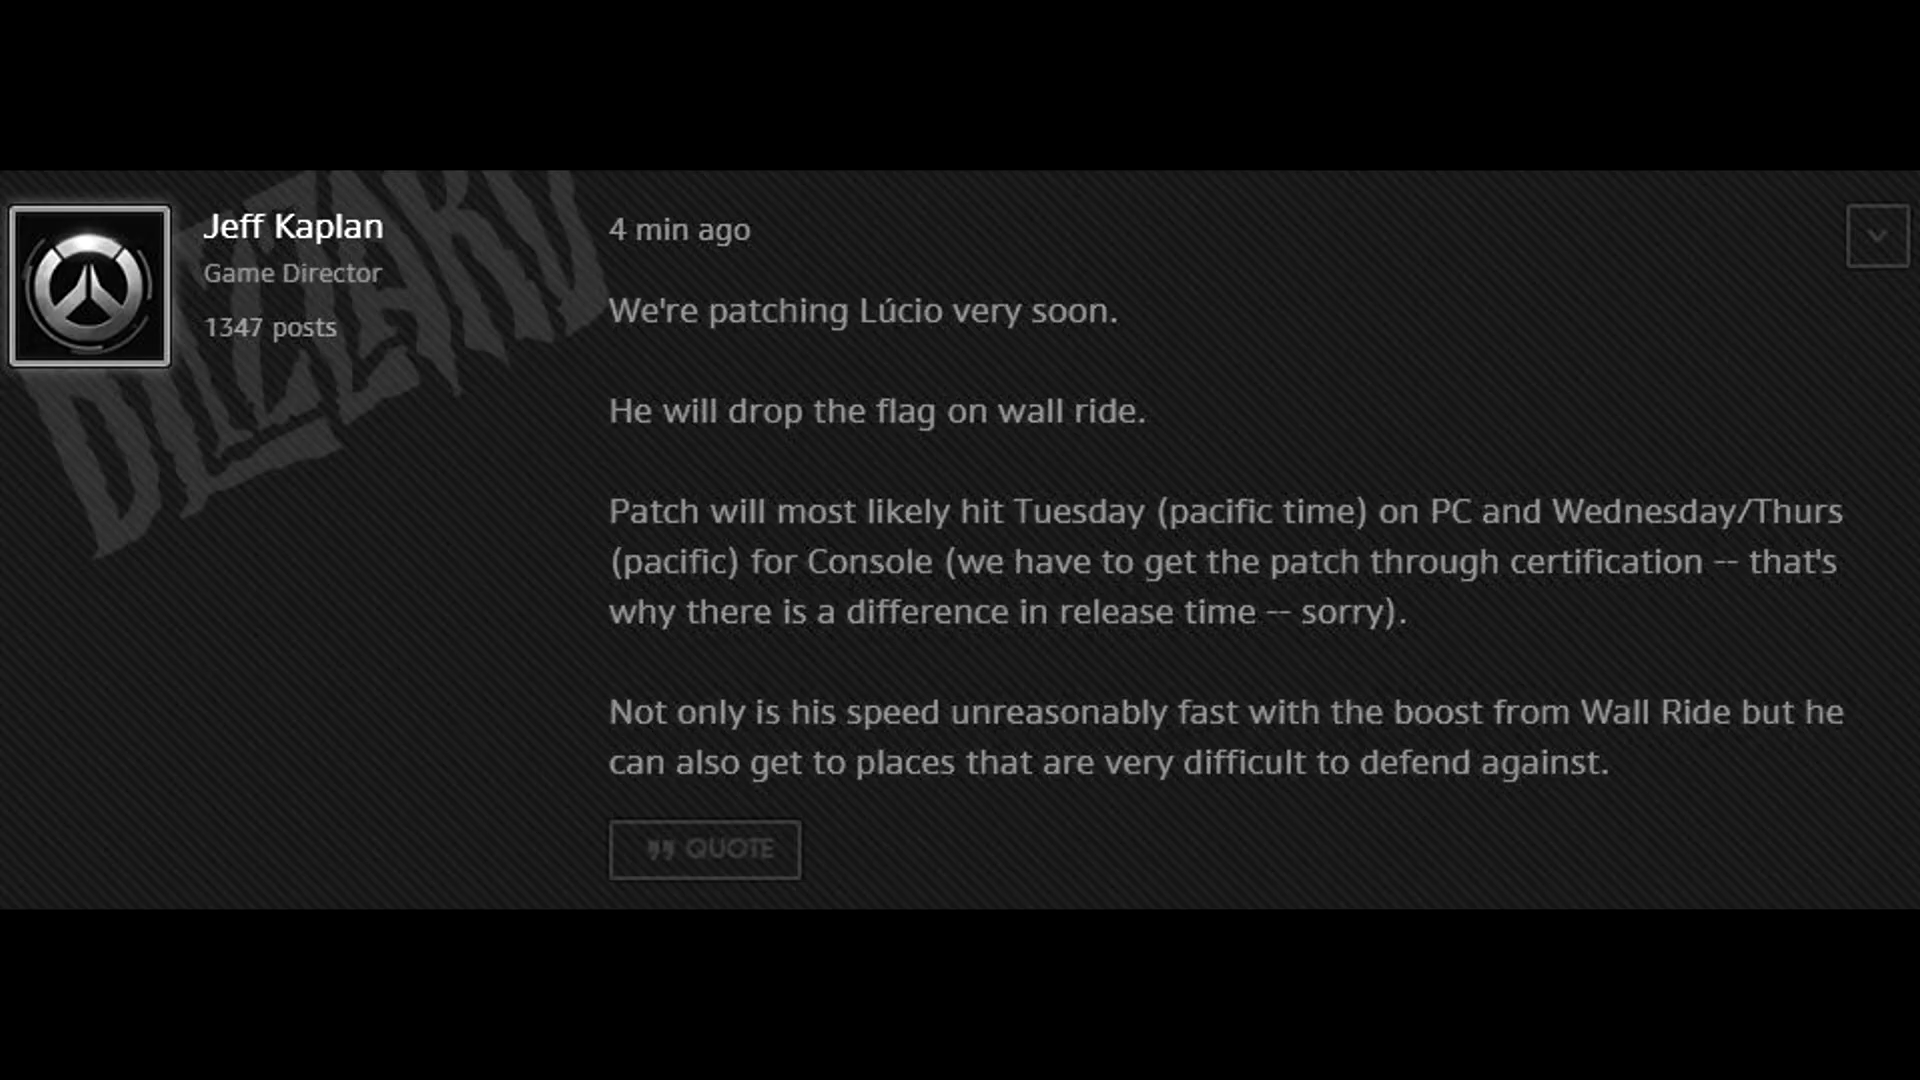 BLIZZARD
Jeff Kaplan
Game Director
1347 posts
4 min ago
We're patching Lúcio very soon.
He will drop the flag on wall ride.
Patch will most likely hit Tuesday (pacific time) on PC and Wednesday/Thurs
(pacific) for Console (we have to get the patch through certification -- that's
why there is a difference in release time -- sorry).
Not only is his speed unreasonably fast with the boost from Wall Ride but he
can also get to places that are very difficult to defend against.
QUOTE